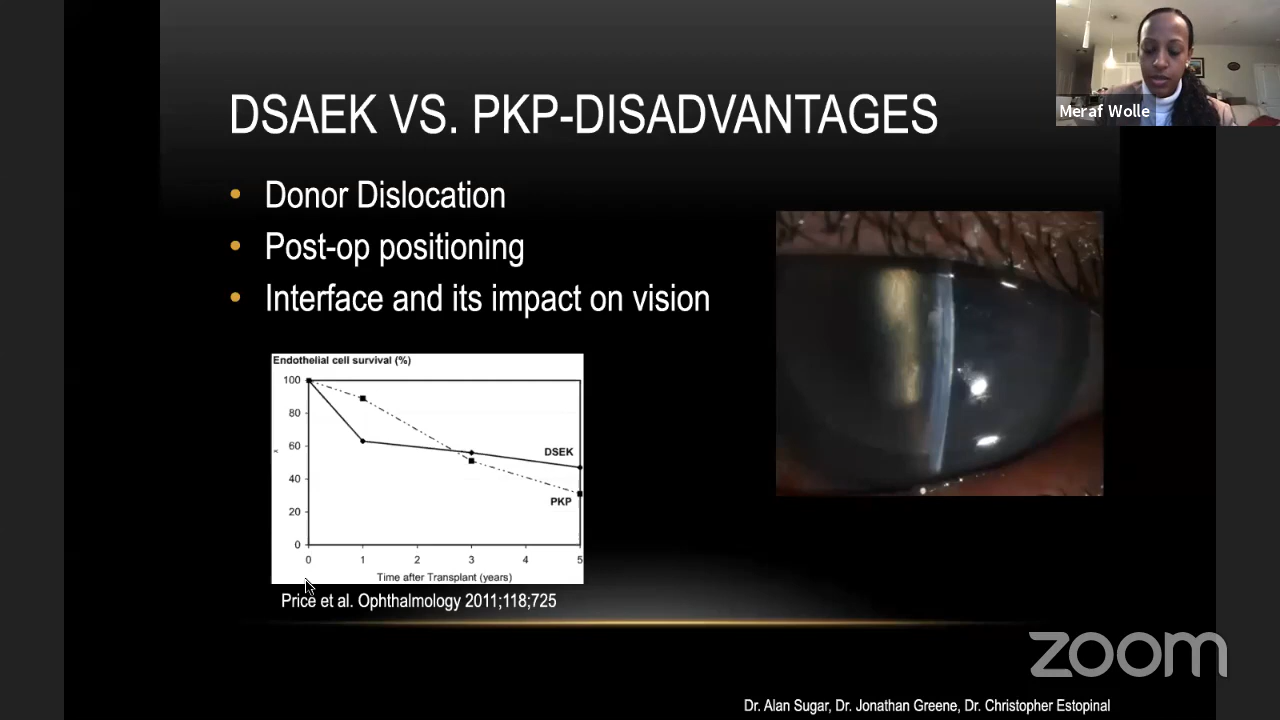 DSAEK VS. PKP-DISADVANTAGES
Meraf Wolle
• Donor Dislocation
• Post-op positioning
• Interface and its impact on vision
Endothelial cell survival (%)
100
80
60
40
20
0
x
DSEK
PKP
0 1 2 3 4 5
Time after Transplant (years)
Price et al. Ophthalmology 2011;118;725
zoom
Dr. Alan Sugar, Dr. Jonathan Greene, Dr. Christopher Estopinal